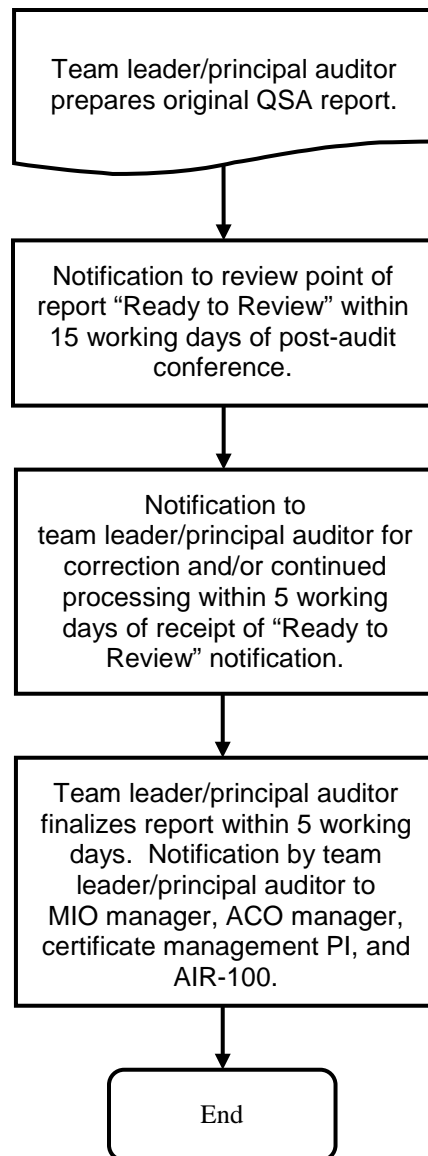 Team leader/principal auditor
prepares original QSA report.
Notification to review point of
report “Ready to Review” within
15 working days of post-audit
conference.
Notification to
team leader/principal auditor for
correction and/or continued
processing within 5 working
days of receipt of “Ready to
Review” notification.
Team leader/principal auditor
finalizes report within 5 working
days.  Notification by team
leader/principal auditor to
MIO manager, ACO manager,
certificate management PI, and
AIR-100.
End